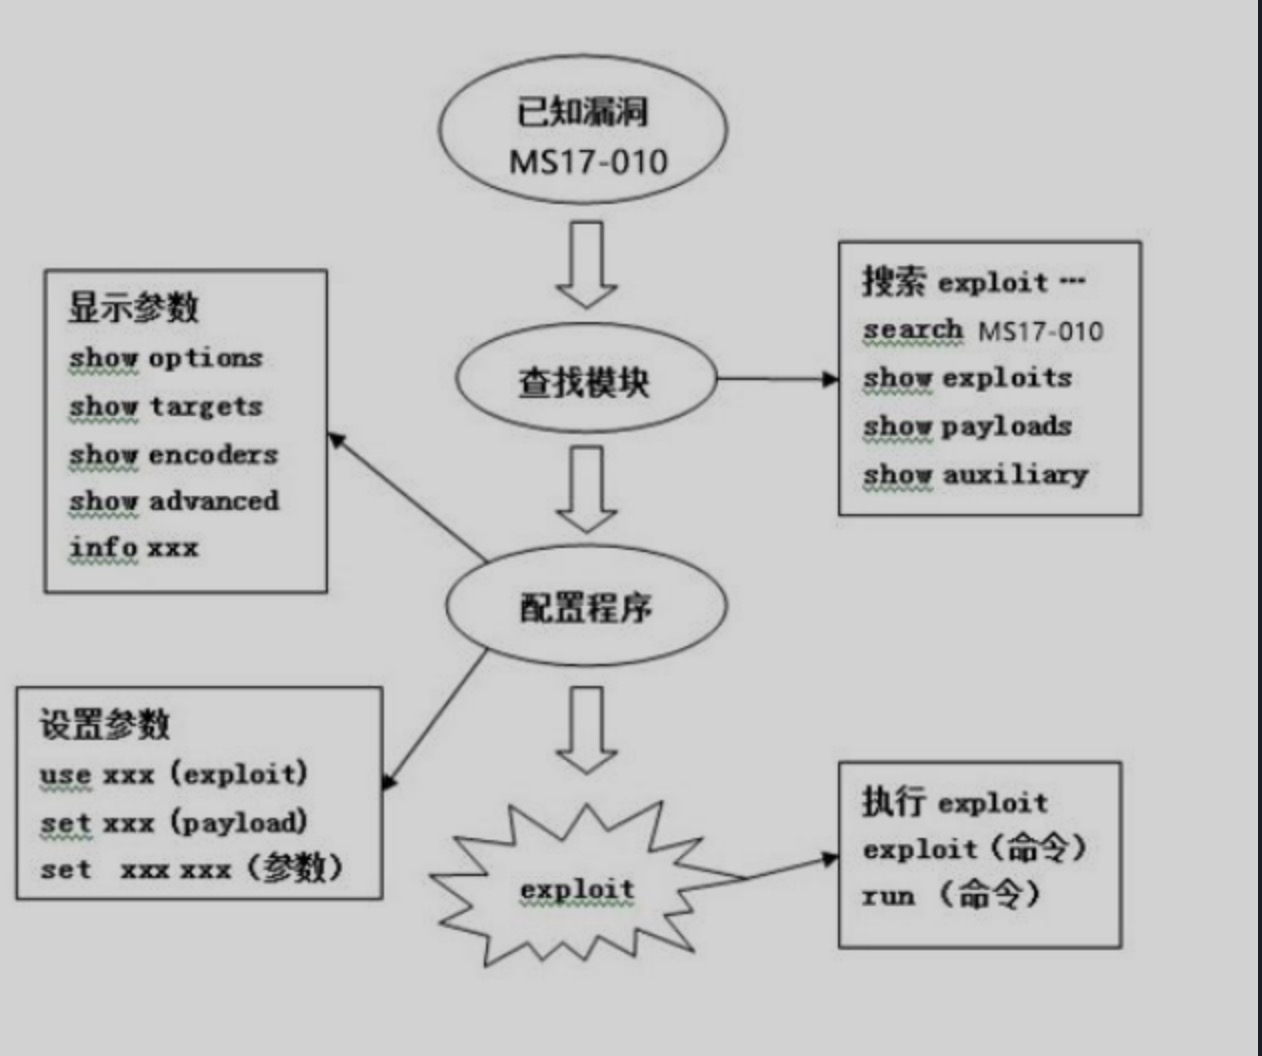 已知漏洞
MS17-010
查找模块
搜索 exploit …
search MS17-010
show exploits
show payloads
show auxiliary
显示参数
show options
show targets
show encoders
show advanced
info xxx
配置程序
设置参数
use xxx (exploit)
set xxx (payload)
set xxx xxx (参数)
exploit
执行 exploit
exploit (命令)
run (命令)